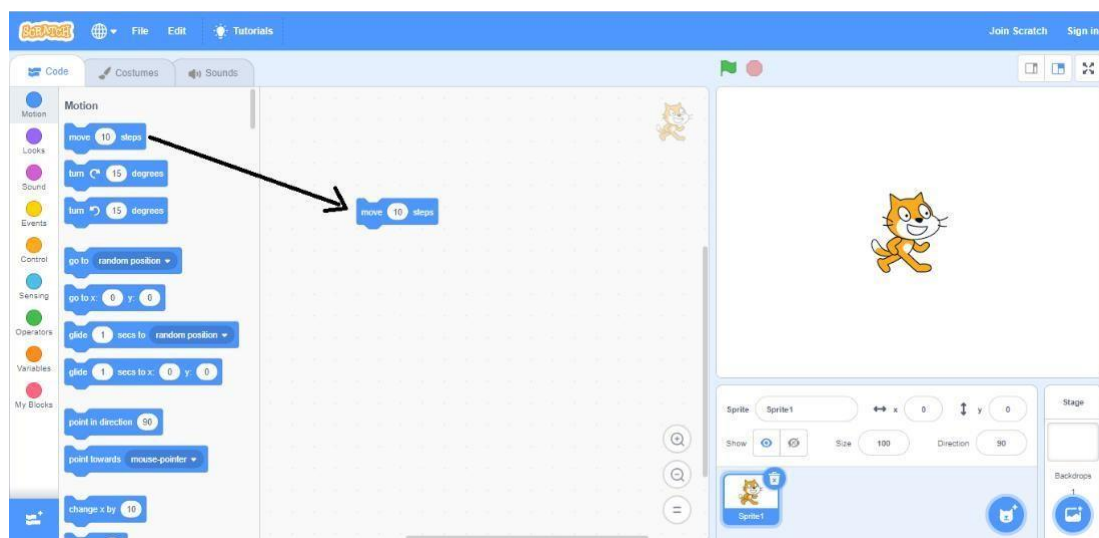 SCRATCH File Edit Tutorials Join Scratch Sign in
Code Costumes Sounds
Motion
Looks
Sound
Events
Control
Sensing
Operators
Variables
My Blocks
Motion
move 10 steps
turn 15 degrees
turn 15 degrees
go to random position
go to x: 0 y: 0
glide 1 secs to random position
glide 1 secs to x: 0 y: 0
point in direction 90
point towards mouse-pointer
change x by 10
move 10 steps
Sprite Sprite1 x 0 y 0
Show Size 100 Direction 90
Sprite1
Stage
Backdrops
1